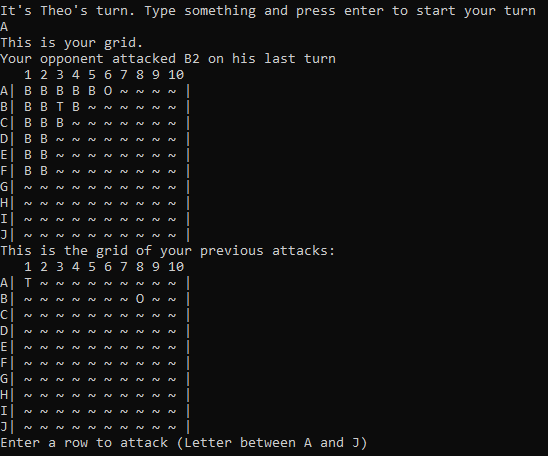 It's Theo's turn. Type something and press enter to start your turn
A
This is your grid.
Your opponent attacked B2 on his last turn
   1 2 3 4 5 6 7 8 9 10
A| B B B B B O ~ ~ ~ ~ |
B| B B T B ~ ~ ~ ~ ~ ~ |
C| B B B ~ ~ ~ ~ ~ ~ ~ |
D| B B ~ ~ ~ ~ ~ ~ ~ ~ |
E| B B ~ ~ ~ ~ ~ ~ ~ ~ |
F| B B ~ ~ ~ ~ ~ ~ ~ ~ |
G| ~ ~ ~ ~ ~ ~ ~ ~ ~ ~ |
H| ~ ~ ~ ~ ~ ~ ~ ~ ~ ~ |
I| ~ ~ ~ ~ ~ ~ ~ ~ ~ ~ |
J| ~ ~ ~ ~ ~ ~ ~ ~ ~ ~ |
This is the grid of your previous attacks:
   1 2 3 4 5 6 7 8 9 10
A| T ~ ~ ~ ~ ~ ~ ~ ~ ~ |
B| ~ ~ ~ ~ ~ ~ ~ O ~ ~ |
C| ~ ~ ~ ~ ~ ~ ~ ~ ~ ~ |
D| ~ ~ ~ ~ ~ ~ ~ ~ ~ ~ |
E| ~ ~ ~ ~ ~ ~ ~ ~ ~ ~ |
F| ~ ~ ~ ~ ~ ~ ~ ~ ~ ~ |
G| ~ ~ ~ ~ ~ ~ ~ ~ ~ ~ |
H| ~ ~ ~ ~ ~ ~ ~ ~ ~ ~ |
I| ~ ~ ~ ~ ~ ~ ~ ~ ~ ~ |
J| ~ ~ ~ ~ ~ ~ ~ ~ ~ ~ |
Enter a row to attack (Letter between A and J)